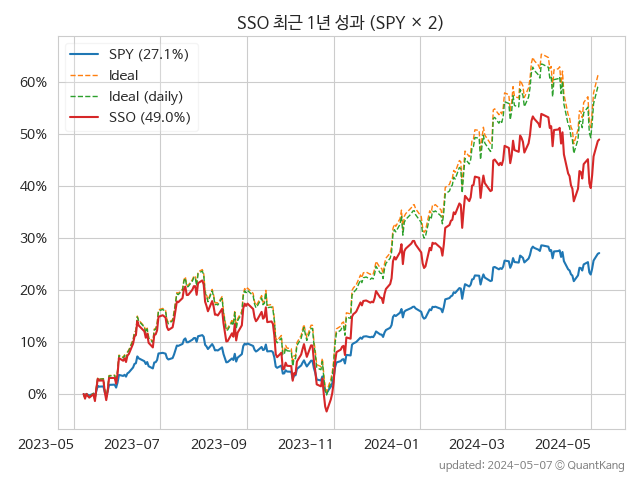 SSO 최근 1년 성과 (SPY × 2)
SPY (27.1%)
Ideal
Ideal (daily)
SSO (49.0%)
60%
50%
40%
30%
20%
10%
0%
2023−05
2023−07
2023−09
2023−11
2024−01
2024−03
2024−05
updated: 2024-05-07 © QuantKang